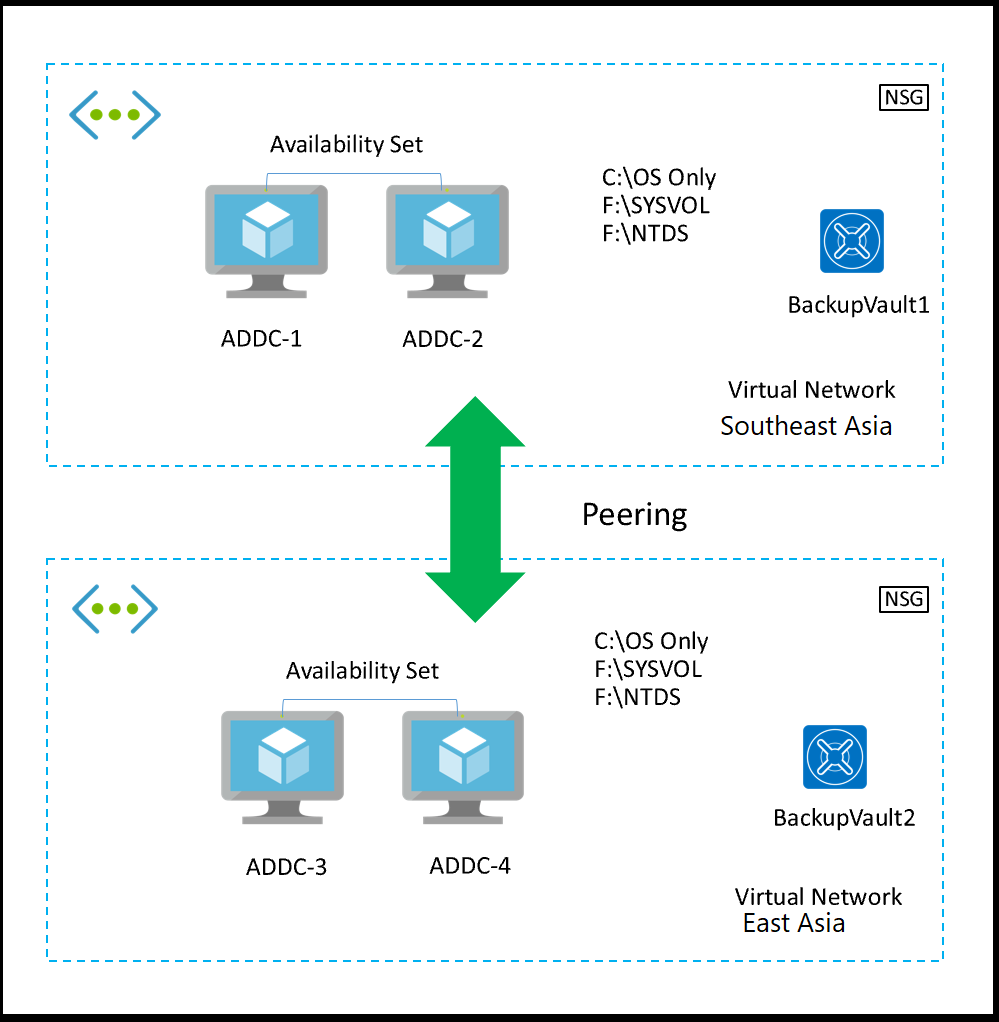 NSG
Availability Set
C:\OS Only
F:\SYSVOL
F:\NTDS
BackupVault1
ADDC-1
ADDC-2
Virtual Network
Southeast Asia
Peering
NSG
C:\OS Only
F:\SYSVOL
F:\NTDS
Availability Set
BackupVault2
ADDC-3
ADDC-4
Virtual Network
East Asia